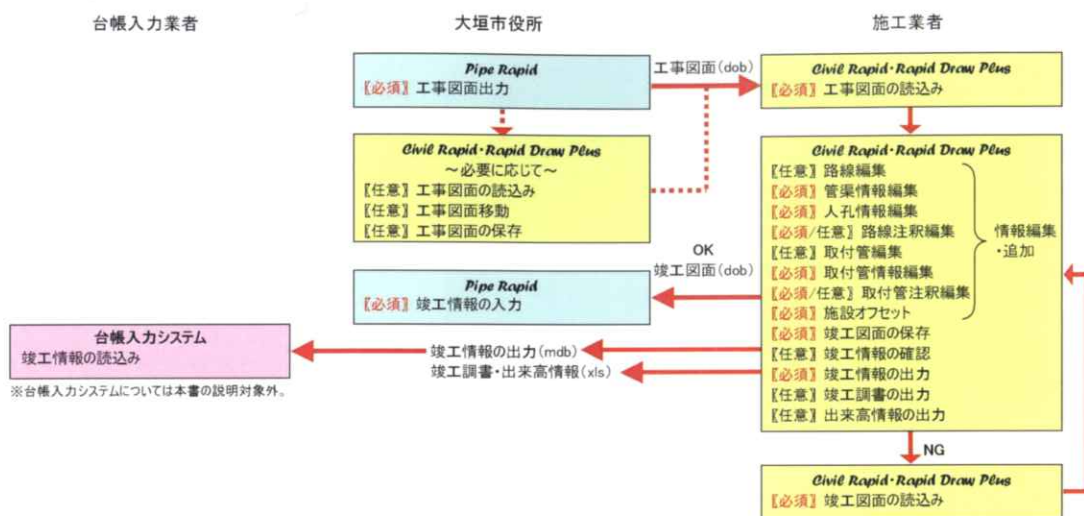 台帳入力業者
大垣市役所
施工業者
Pipe Rapid
〖必須〗工事図面出力
工事図面(dob)
Civil Rapid・Rapid Draw Plus
〖必須〗工事図面の読込み
Civil Rapid・Rapid Draw Plus
～必要に応じて～
〖任意〗工事図面の読込み
〖任意〗工事図面移動
〖任意〗工事図面の保存
Civil Rapid・Rapid Draw Plus
〖任意〗路線編集
〖必須〗管渠情報編集
〖必須〗人孔情報編集
〖必須/任意〗路線注釈編集
〖任意〗取付管編集
〖必須〗取付管情報編集
〖必須/任意〗取付管注釈編集
〖必須〗施設オフセット
〖必須〗竣工図面の保存
〖任意〗竣工情報の確認
〖必須〗竣工情報の出力
〖任意〗竣工調書の出力
〖任意〗出来高情報の出力
情報編集
・追加
OK
竣工図面(dob)
Pipe Rapid
〖必須〗竣工情報の入力
台帳入力システム
竣工情報の読込み
※台帳入力システムについては本書の説明対象外。
竣工情報の出力(mdb)
竣工調書・出来高情報(xls)
NG
Civil Rapid・Rapid Draw Plus
〖必須〗竣工図面の読込み